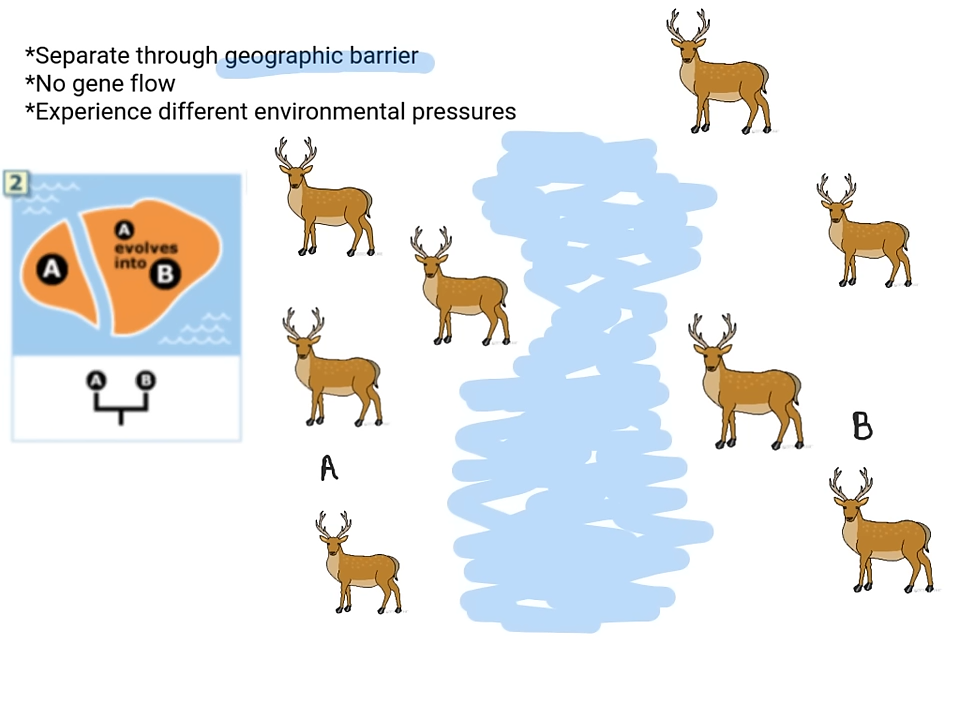 *Separate through geographic barrier
*No gene flow
*Experience different environmental pressures
2
A
A
evolves
into B
A B
A
B